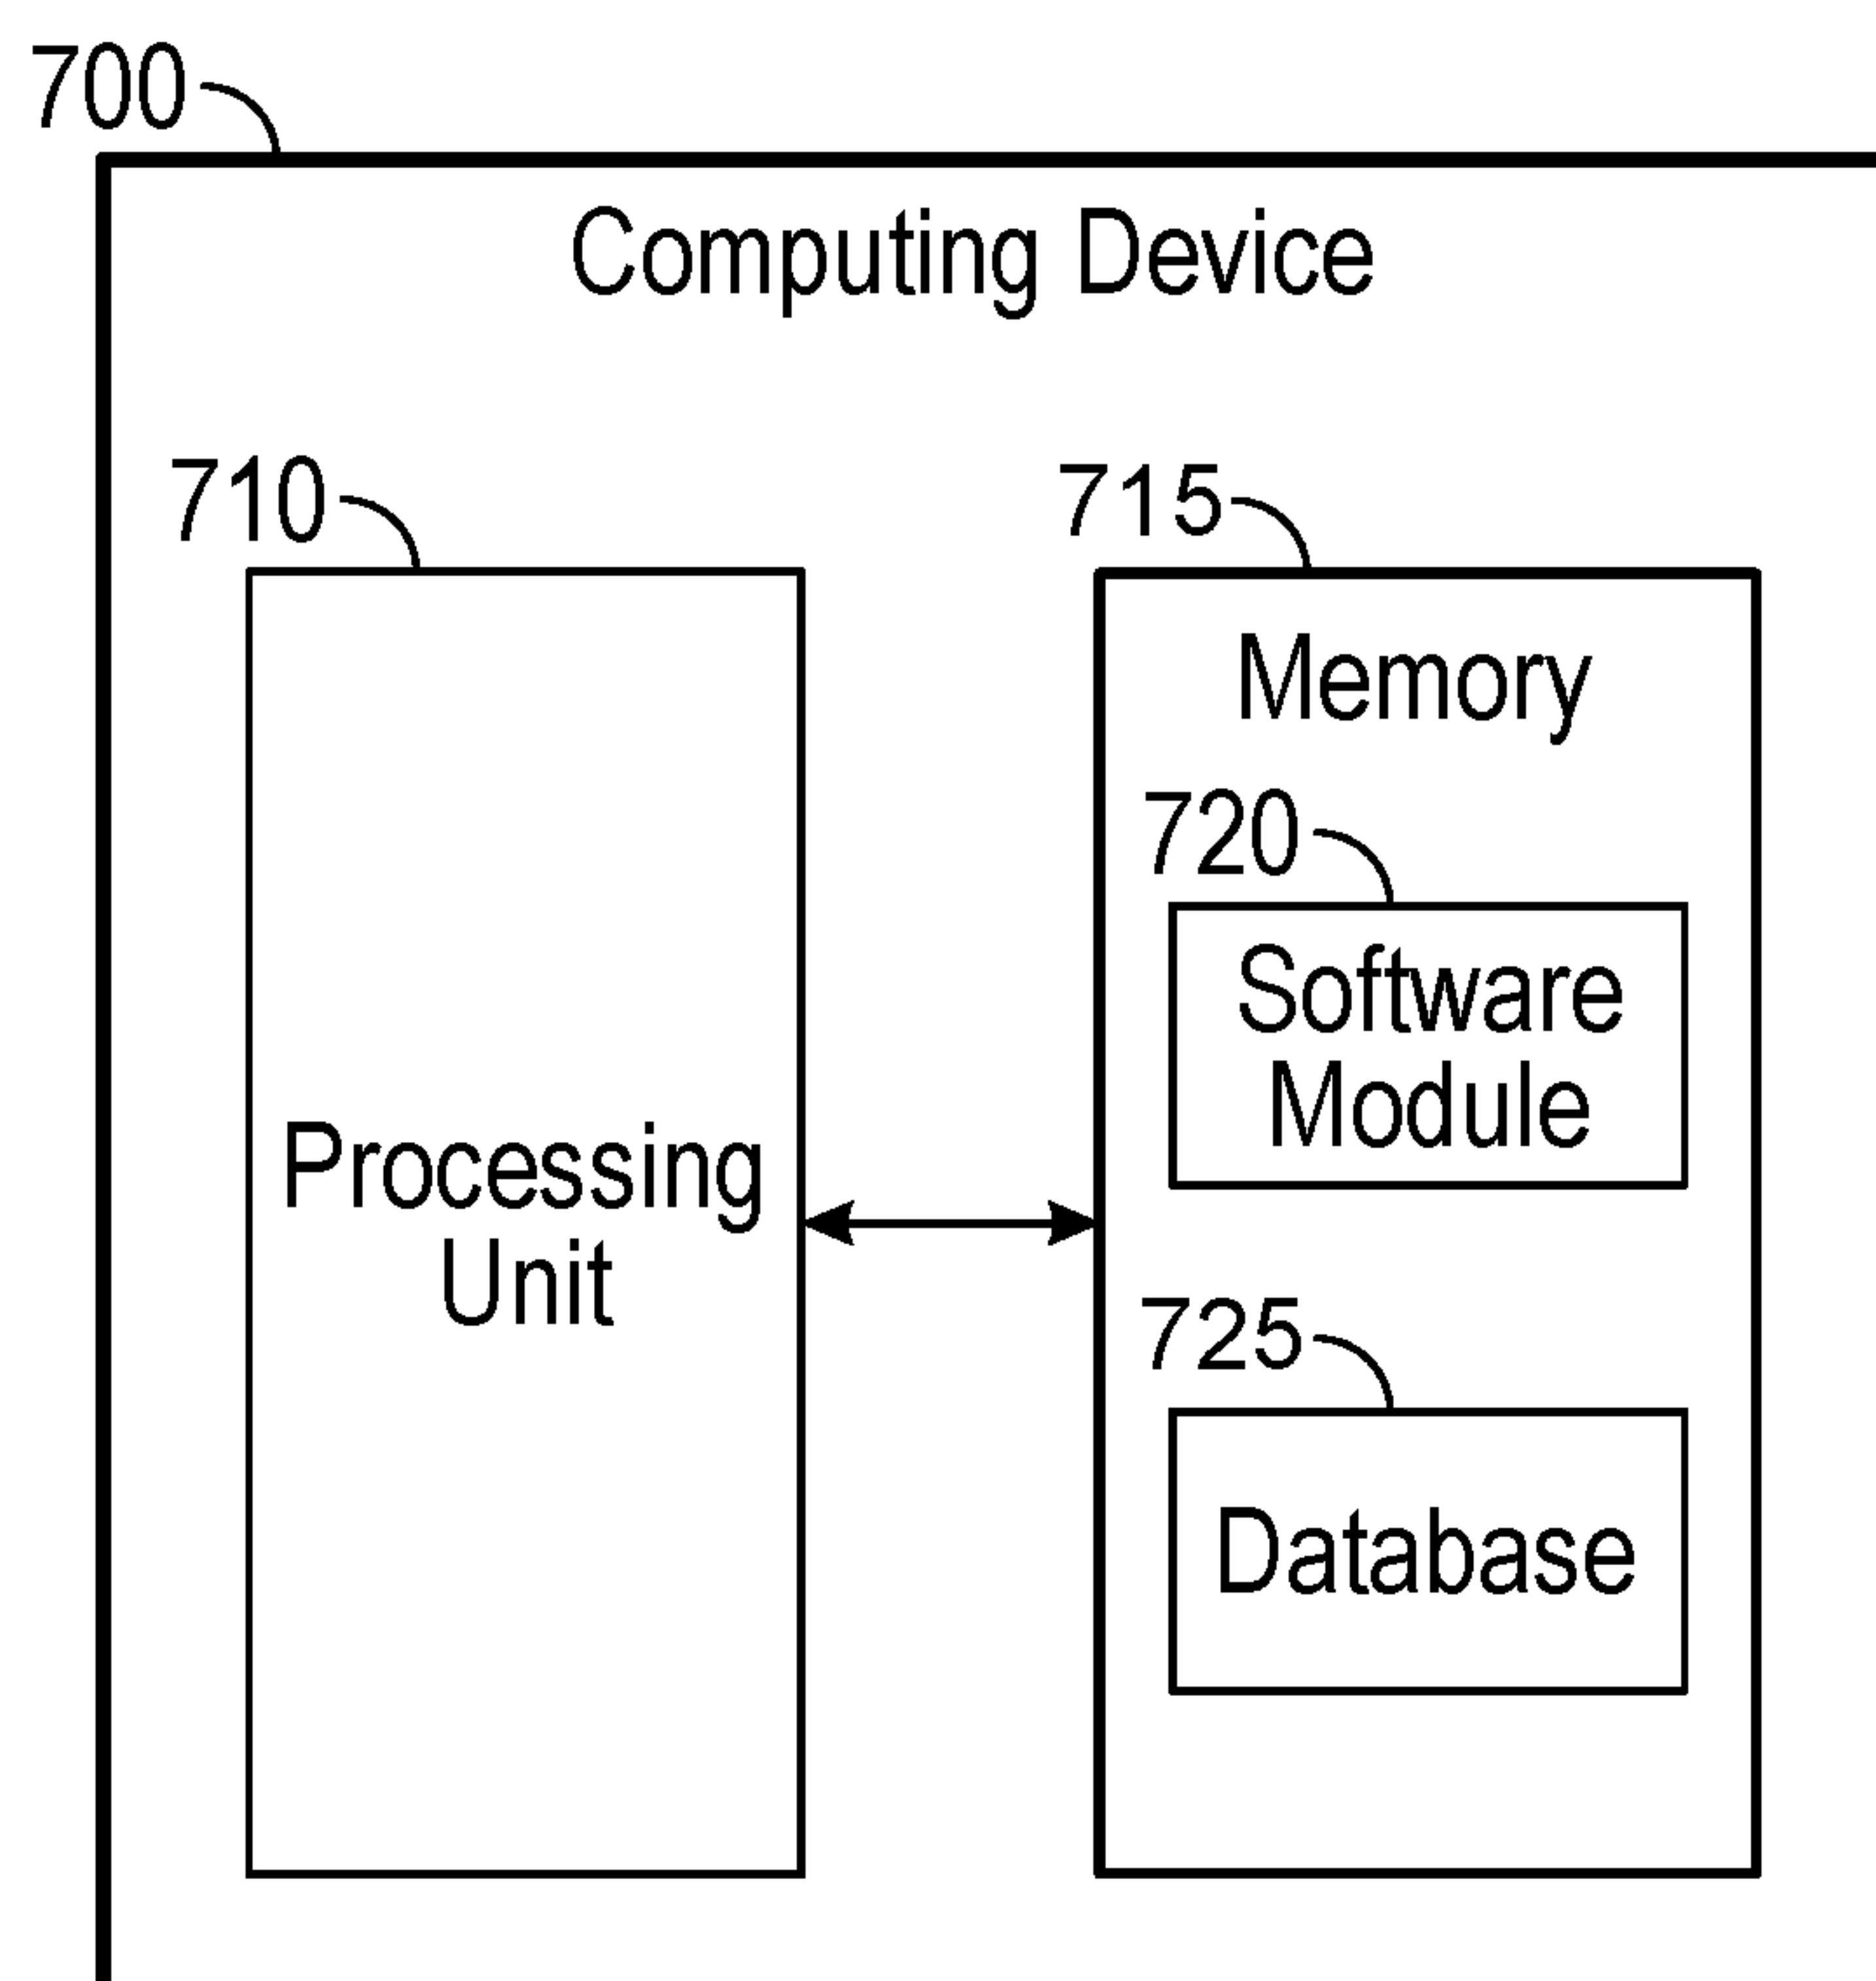 700
Computing Device
710
715
Memory
720
Software
Module
Processing
Unit
725
Database